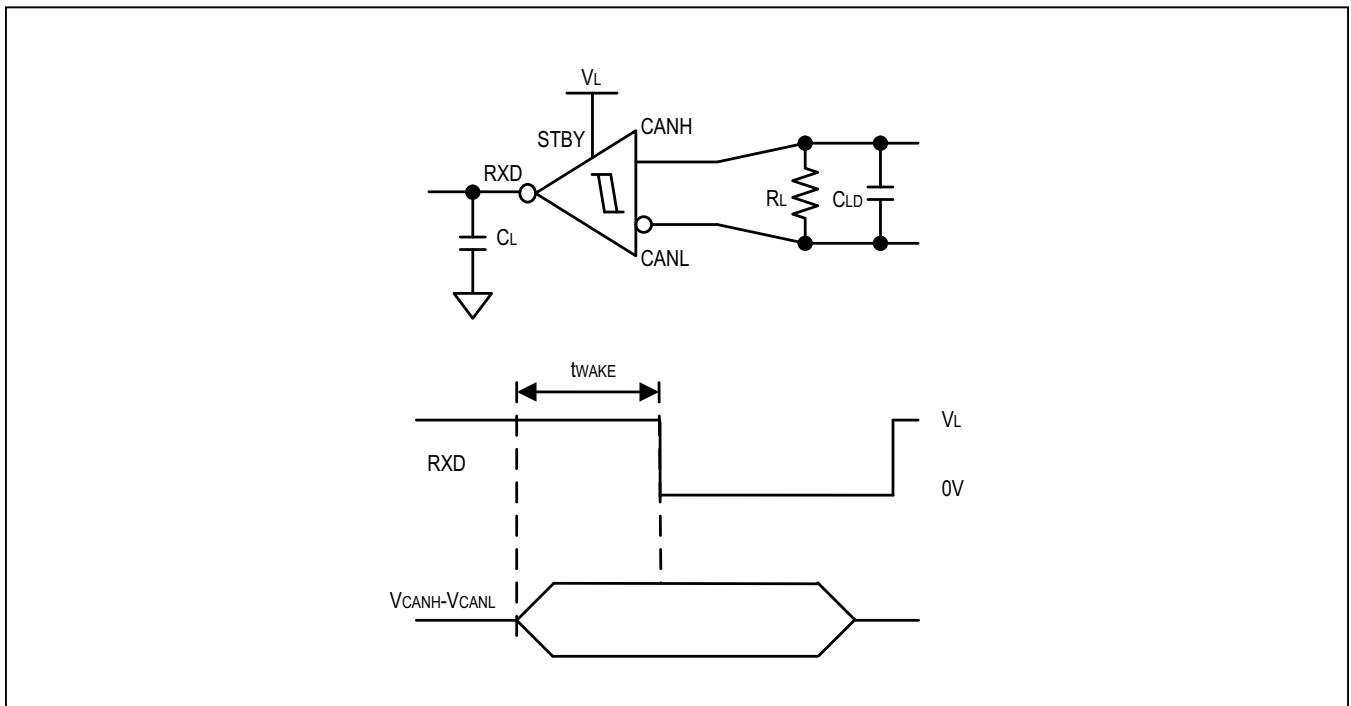 VL
STBY
CANH
RXD
RL
CLD
CL
CANL
tWAKE
VL
RXD
0V
VCANH-VCANL